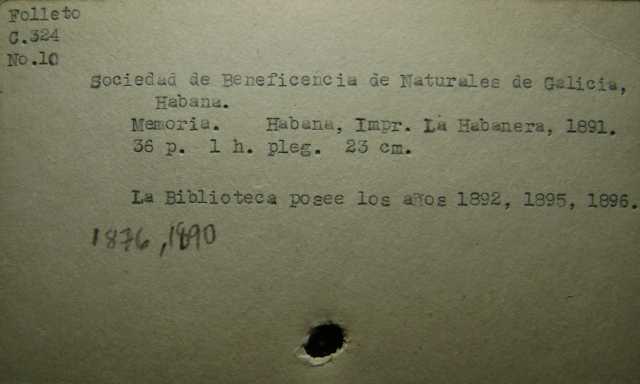 Folleto
C.324
No.10
Sociedad de Beneficencia de Naturales de Galicia,
Habana.
Memoria. Habana, Impr. La Habanera, 1891.
36 p. 1 h. pleg. 23 cm.
La Biblioteca posee los años 1892, 1895, 1896.
1876, 1890